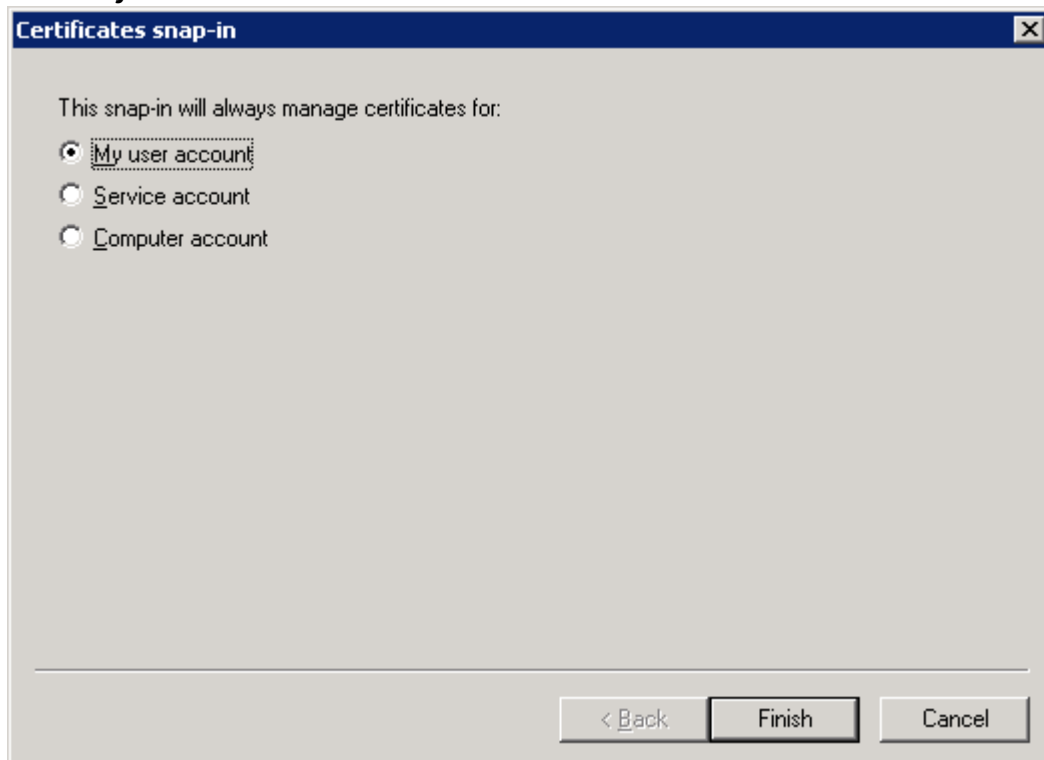 Certificates snap-in
This snap-in will always manage certificates for:
My user account
Service account
Computer account
< Back
Finish
Cancel